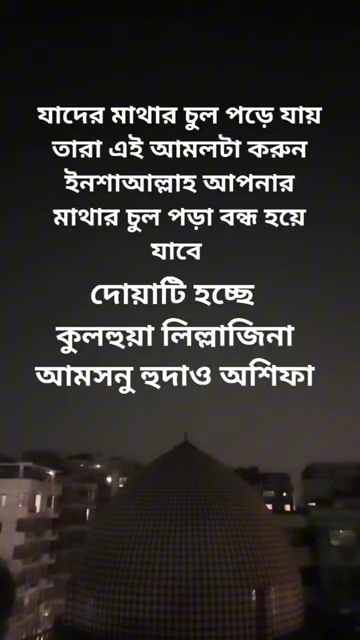 যাদের মাথার চুল পড়ে যায়
তারা এই আমলটা করুন
ইনশাআল্লাহ আপনার
মাথার চুল পড়া বন্ধ হয়ে
যাবে
দোয়াটি হচ্ছে
কুলহুয়া লিল্লাজিনা
আমসনু হুদাও অশিফা